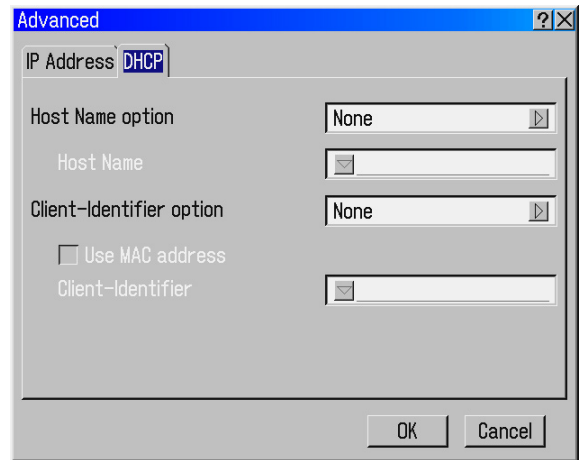 Advanced
IP Address DHCP
Host Name option None
Host Name
Client-Identifier option None
Use MAC address
Client-Identifier
OK Cancel